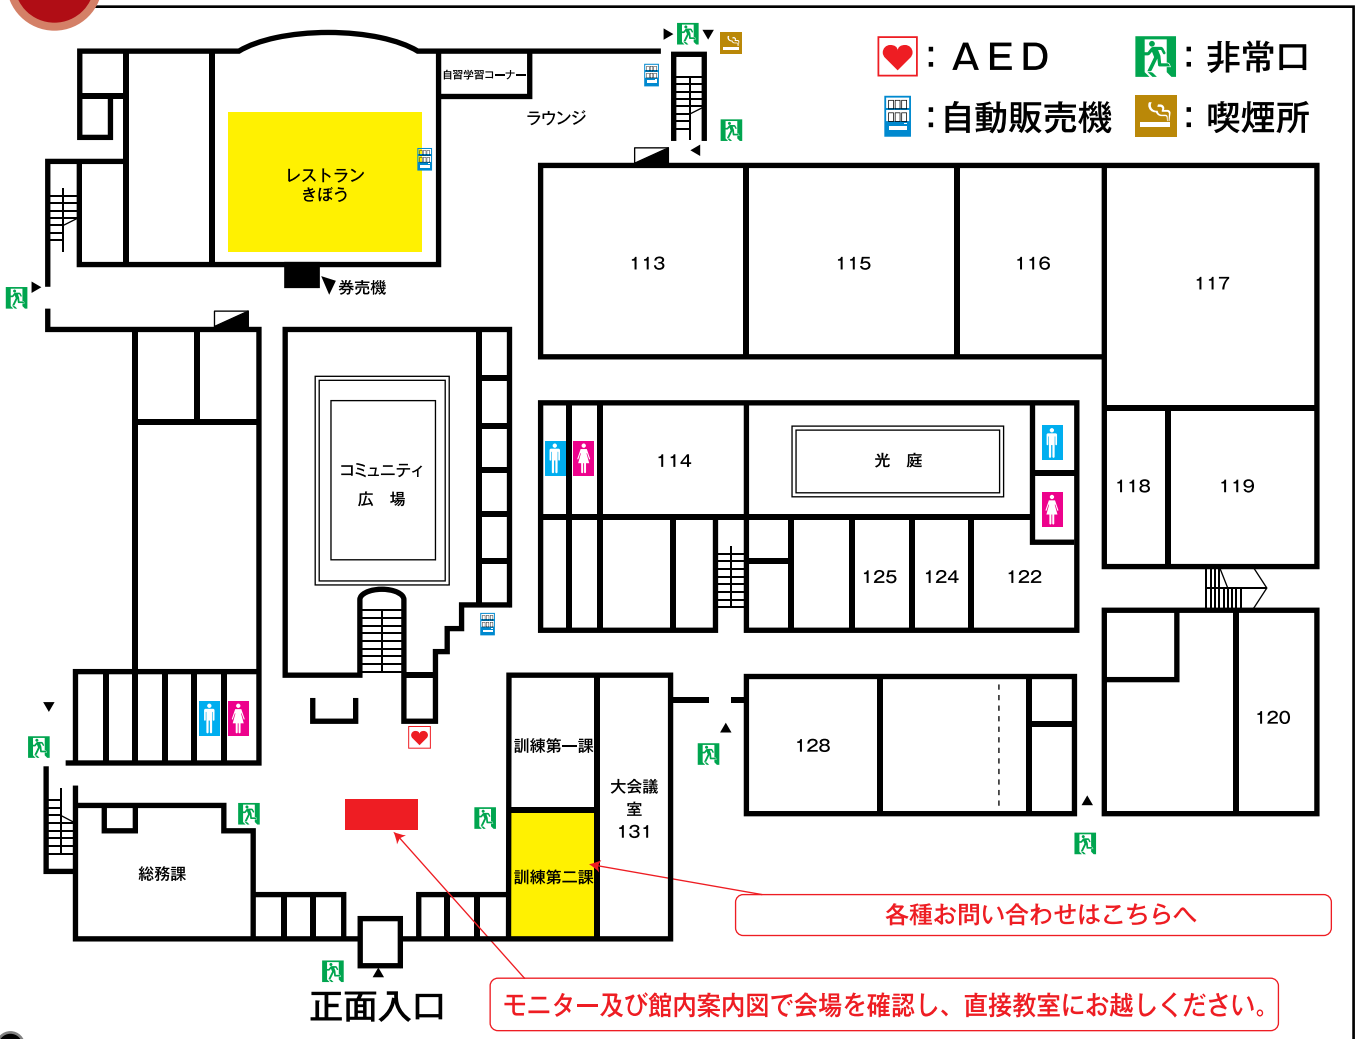 ：ＡＥＤ
：非常口
：自動販売機
：喫煙所
自習学習コーナー
ラウンジ
レストラン
きぼう
券売機
113
115
116
117
コミュニティ
広　場
114
光　庭
118
119
125
124
122
120
128
訓練第一課
大会議
室
131
訓練第二課
総務課
各種お問い合わせはこちらへ
モニター及び館内案内図で会場を確認し、直接教室にお越しください。
正面入口